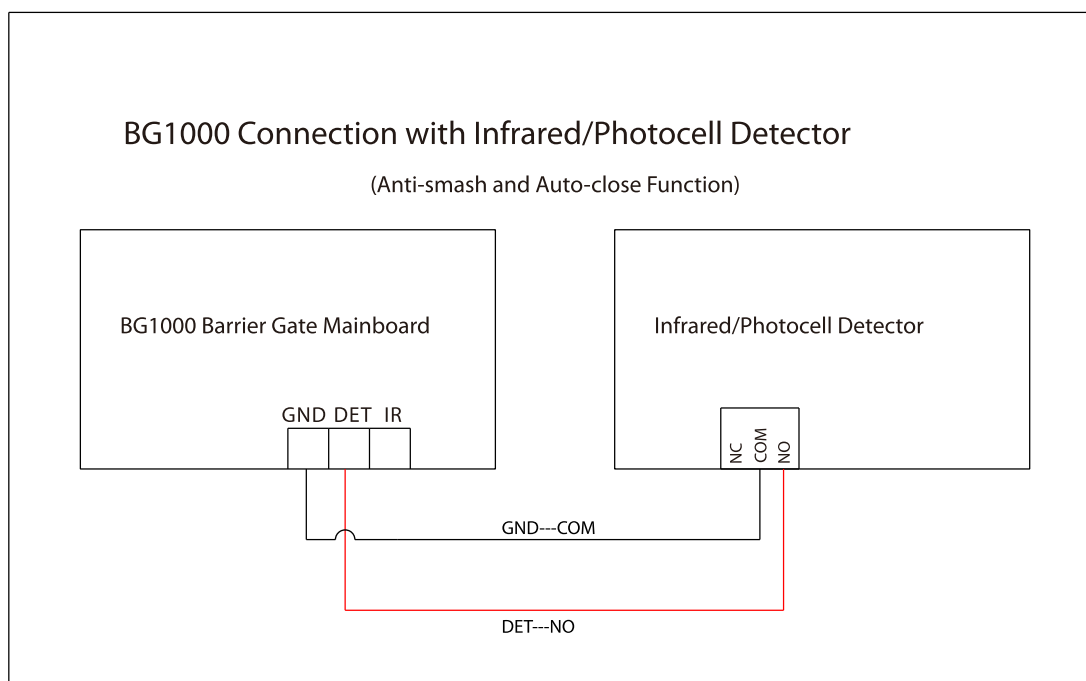 BG1000 Connection with Infrared/Photocell Detector
(Anti-smash and Auto-close Function)
BG1000 Barrier Gate Mainboard
Infrared/Photocell Detector
GND DET IR
NC
COM
NO
GND---COM
DET---NO